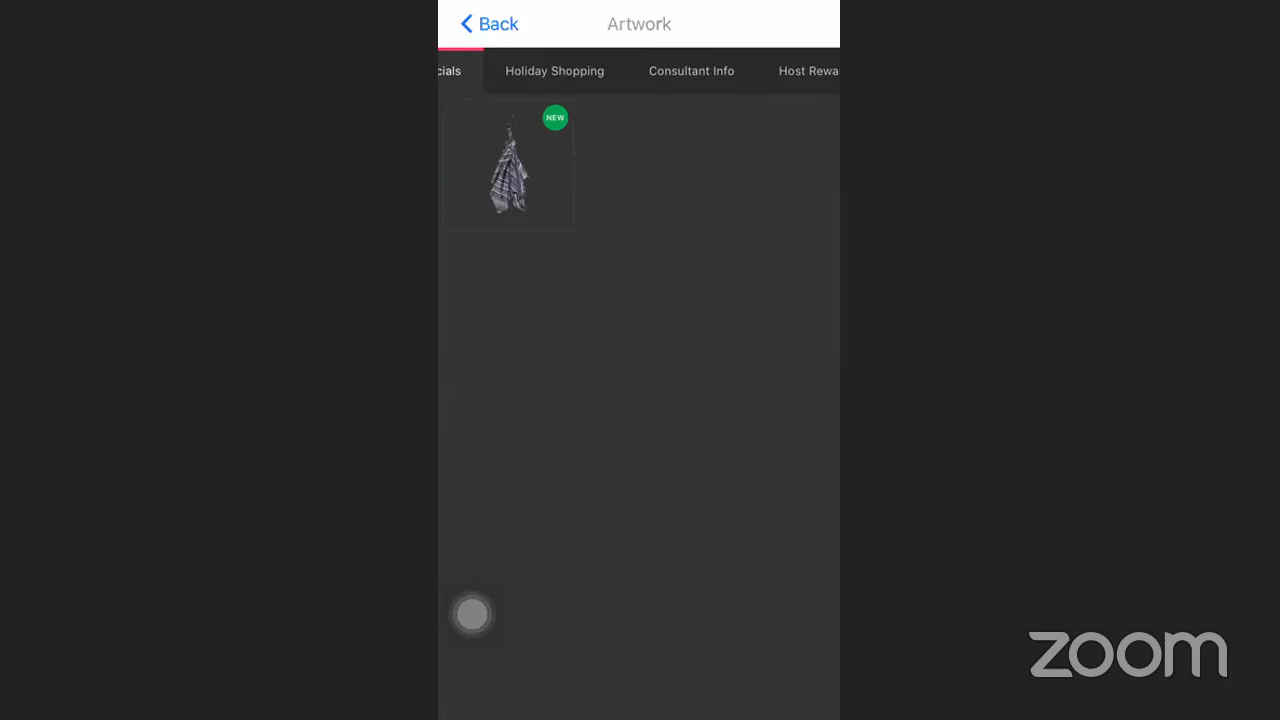 Back
Artwork
cials
Holiday Shopping
Consultant Info
Host Rewa
NEW
zoom